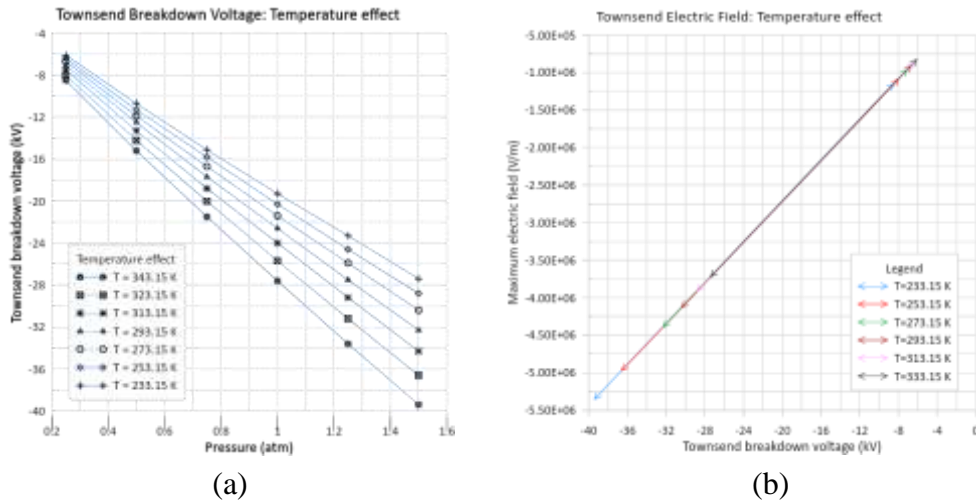 Townsend Breakdown Voltage: Temperature effect
-4
-8
-12
-16
-20
-24
-28
-32
-36
-40
Townsend breakdown voltage (kV)
Temperature effect
T = 343.15 K
T = 323.15 K
T = 313.15 K
T = 293.15 K
T = 273.15 K
T = 253.15 K
T = 233.15 K
0.2 0.4 0.6 0.8 1 1.2 1.4 1.6
Pressure (atm)
(a)
Townsend Electric Field: Temperature effect
-5.00E+05
-1.00E+06
-1.50E+06
-2.00E+06
-2.50E+06
-3.00E+06
-3.50E+06
-4.00E+06
-4.50E+06
-5.00E+06
-5.50E+06
Maximum electric field (V/m)
Legend
T=233.15 K
T=253.15 K
T=273.15 K
T=293.15 K
T=313.15 K
T=333.15 K
-40 -36 -32 -28 -24 -20 -16 -12 -8 -4 0
Townsend breakdown voltage (kV)
(b)